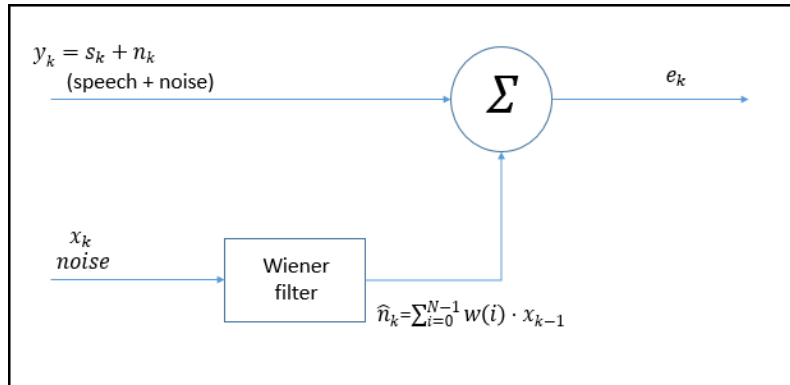 y_k = s_k + n_k
(speech + noise)
Σ
e_k
x_k
noise
Wiener
filter
n̂_k=∑_{i=0}^{N-1} w(i) · x_{k-1}